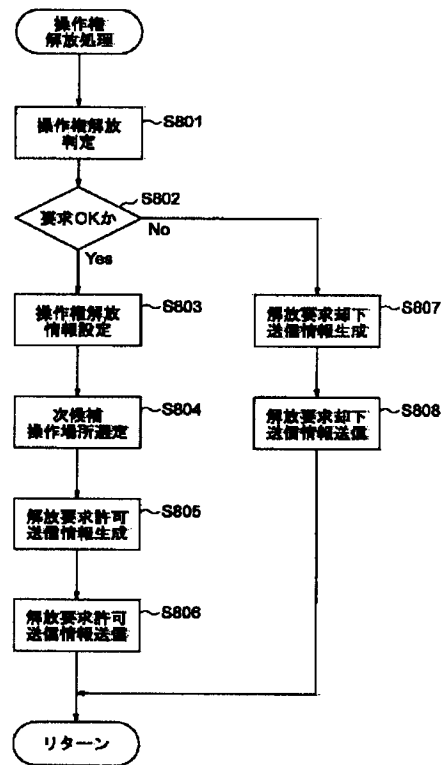 操作権
解放処理
操作権解放
判定
S801
要求OKか
S802
No
Yes
操作権解放
情報設定
S803
次候補
操作場所選定
S804
解放要求許可
送信情報生成
S805
解放要求許可
送信情報送信
S806
解放要求却下
送信情報生成
S807
解放要求却下
送信情報送信
S808
リターン